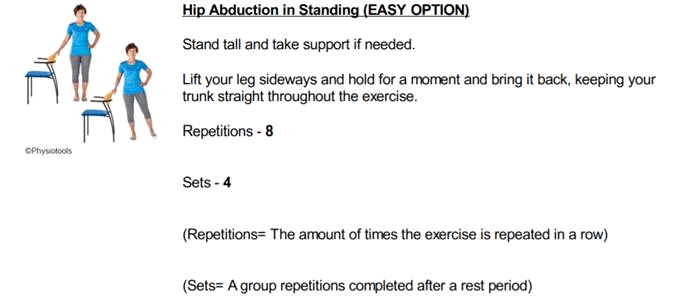 Hip Abduction in Standing (EASY OPTION)
Stand tall and take support if needed.
Lift your leg sideways and hold for a moment and bring it back, keeping your
trunk straight throughout the exercise.
Repetitions - 8
©Physiotools
Sets - 4
(Repetitions= The amount of times the exercise is repeated in a row)
(Sets= A group repetitions completed after a rest period)